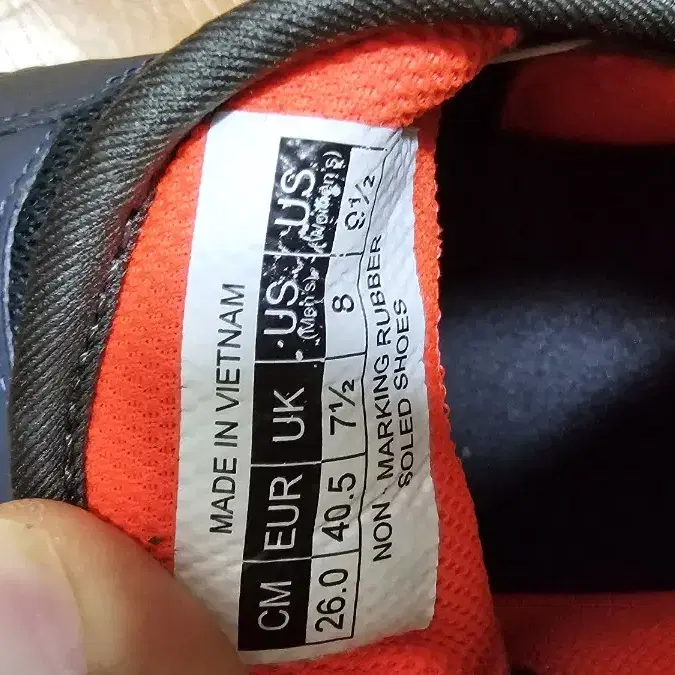 MADE IN VIETNAM
CM EUR UK US (Men's) US (Women's)
26.0 40.5 7½ 8 9½
NON - MARKING RUBBER
SOLED SHOES